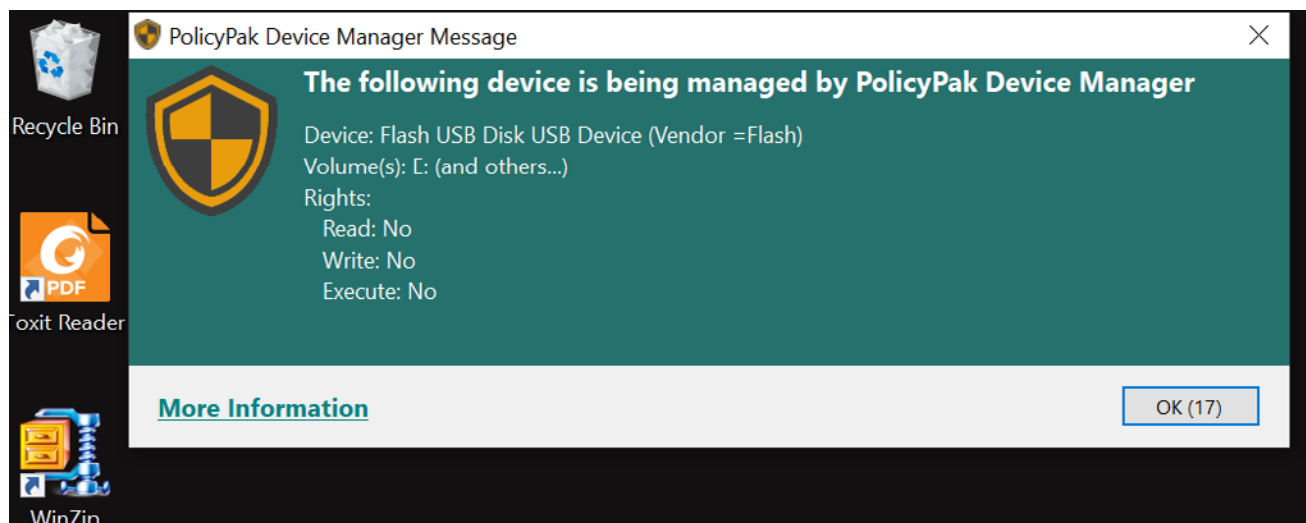 PolicyPak Device Manager Message
The following device is being managed by PolicyPak Device Manager
Device: Flash USB Disk USB Device (Vendor =Flash)
Volume(s): E: (and others...)
Rights:
Read: No
Write: No
Execute: No
More Information
OK (17)
Recycle Bin
PDF
oxit Reader
WinZip